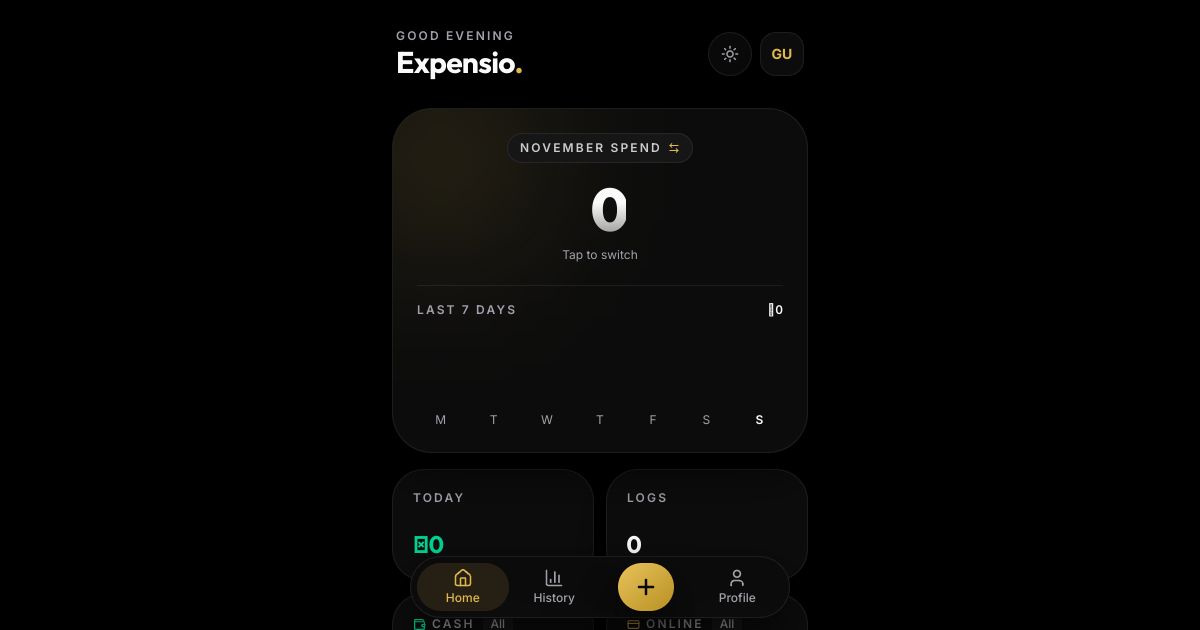 GOOD EVENING
Expensio.
GU
NOVEMBER SPEND
0
Tap to switch
LAST 7 DAYS
0
M T W T F S S
TODAY
LOGS
0
0
Home
History
Profile
CASH All
ONLINE All